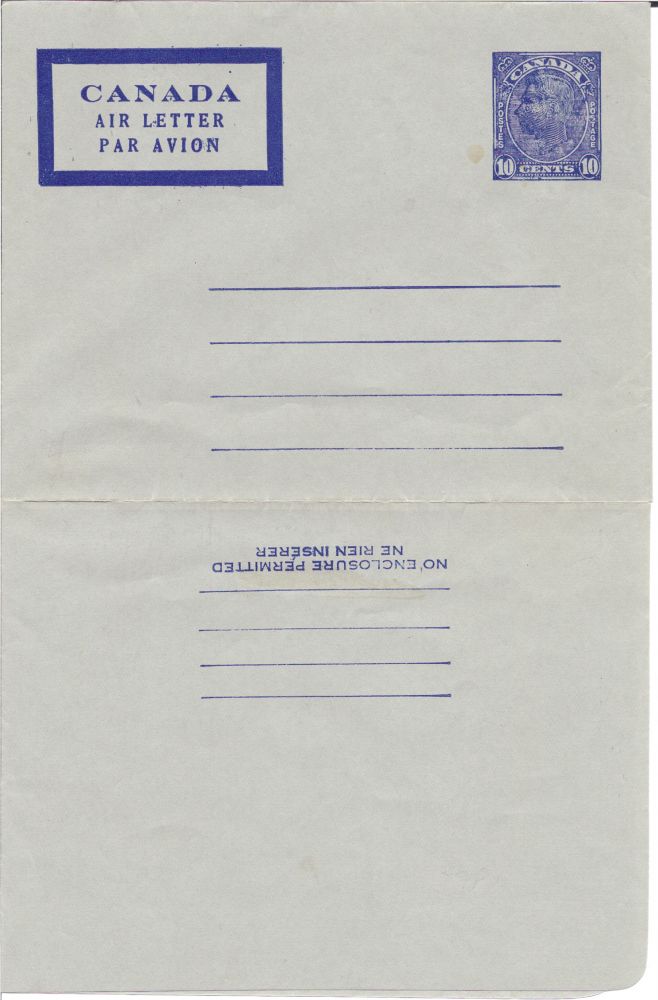 CANADA
AIR LETTER
PAR AVION
CANADA
POSTES
POSTAGE
10 CENTS 10
NO ENCLOSURE PERMITTED
NE RIEN INSÉRER